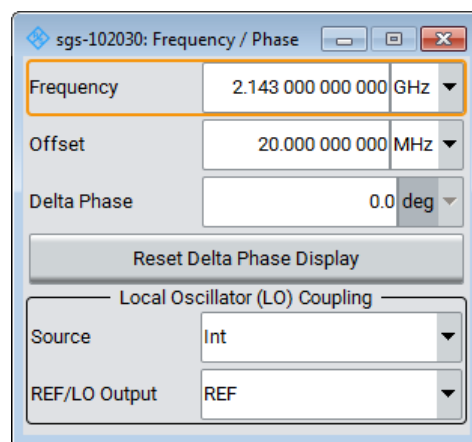 sgs-102030: Frequency / Phase
Frequency 2.143 000 000 000 GHz
Offset 20.000 000 000 MHz
Delta Phase 0.0 deg
Reset Delta Phase Display
Local Oscillator (LO) Coupling
Source Int
REF/LO Output REF